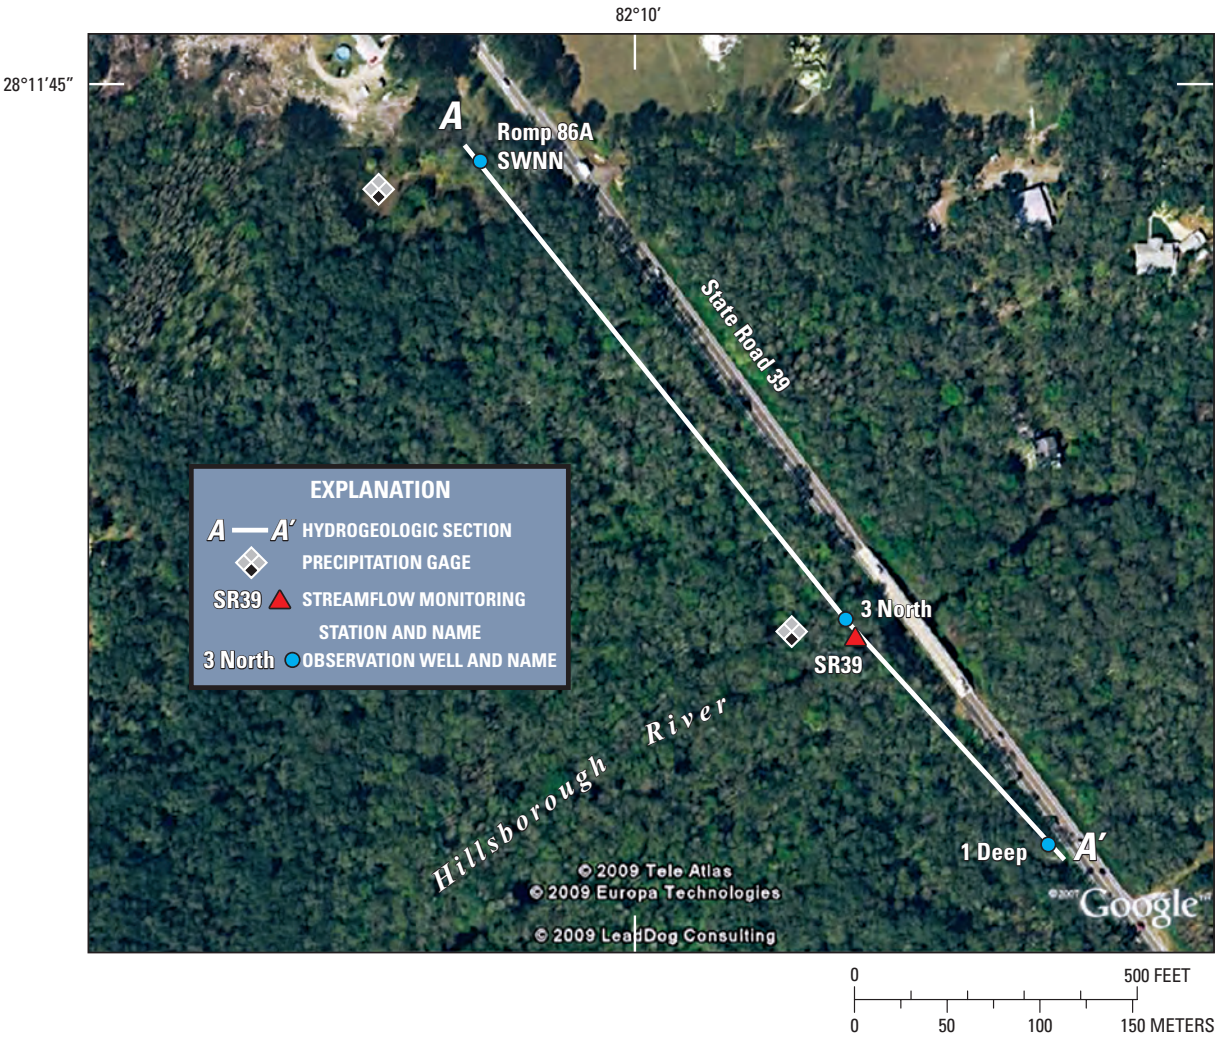 82°10′
28°11′45″
A
Romp 86A
SWNN
State Road 39
EXPLANATION
A A′ HYDROGEOLOGIC SECTION
PRECIPITATION GAGE
SR39 STREAMFLOW MONITORING
STATION AND NAME
3 North OBSERVATION WELL AND NAME
3 North
SR39
Hillsborough River
1 Deep
A′
© 2009 Tele Atlas
© 2009 Europa Technologies
© 2009 LeadDog Consulting
©2007 Google
0 500 FEET
0 50 100 150 METERS